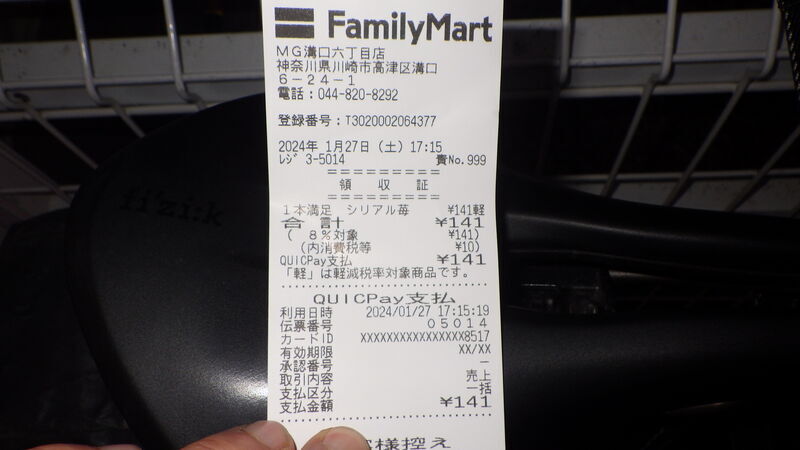 FamilyMart
MG溝口六丁目店
神奈川県川崎市高津区溝口
6-24-1
電話:044-820-8292
登録番号:T3020002064377
2024年 1月27日(土) 17:15
レジ 3-5014 責No.999
=========
領 収 証
=========
1本満足 シリアル苺 ¥141軽
合 計 ¥141
( 8%対象 ¥141)
(内消費税等 ¥10)
QUICPay支払 ¥141
「軽」は軽減税率対象商品です。
QUICPay支払
利用日時 2024/01/27 17:15:19
伝票番号 05014
カードID XXXXXXXXXXXXXXXX8517
有効期限 XX/XX
承認番号 -
取引内容 売上
支払区分 一括
支払金額 ¥141
様控え
fi'zi:k